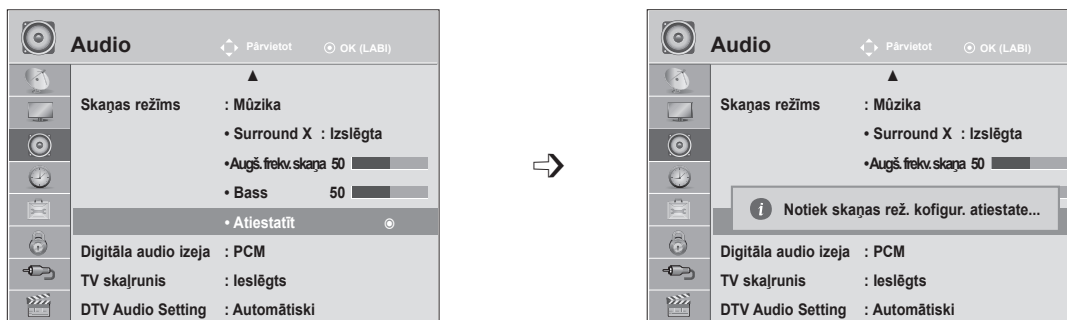 Audio
Pārvietot
OK (LABI)
▲
Skaņas režīms : Mûzika
• Surround X : Izslēgta
•Augš. frekv. skaņa 50
• Bass 50
• Atiestatīt
Digitāla audio izeja : PCM
TV skaļrunis : Ieslēgts
DTV Audio Setting : Automātiski
Audio
Pārvietot
OK (LABI)
▲
Skaņas režīms : Mûzika
• Surround X : Izslēgta
•Augš. frekv. skaņa 50
i Notiek skaņas rež. kofigur. atiestate...
Digitāla audio izeja : PCM
TV skaļrunis : Ieslēgts
DTV Audio Setting : Automātiski